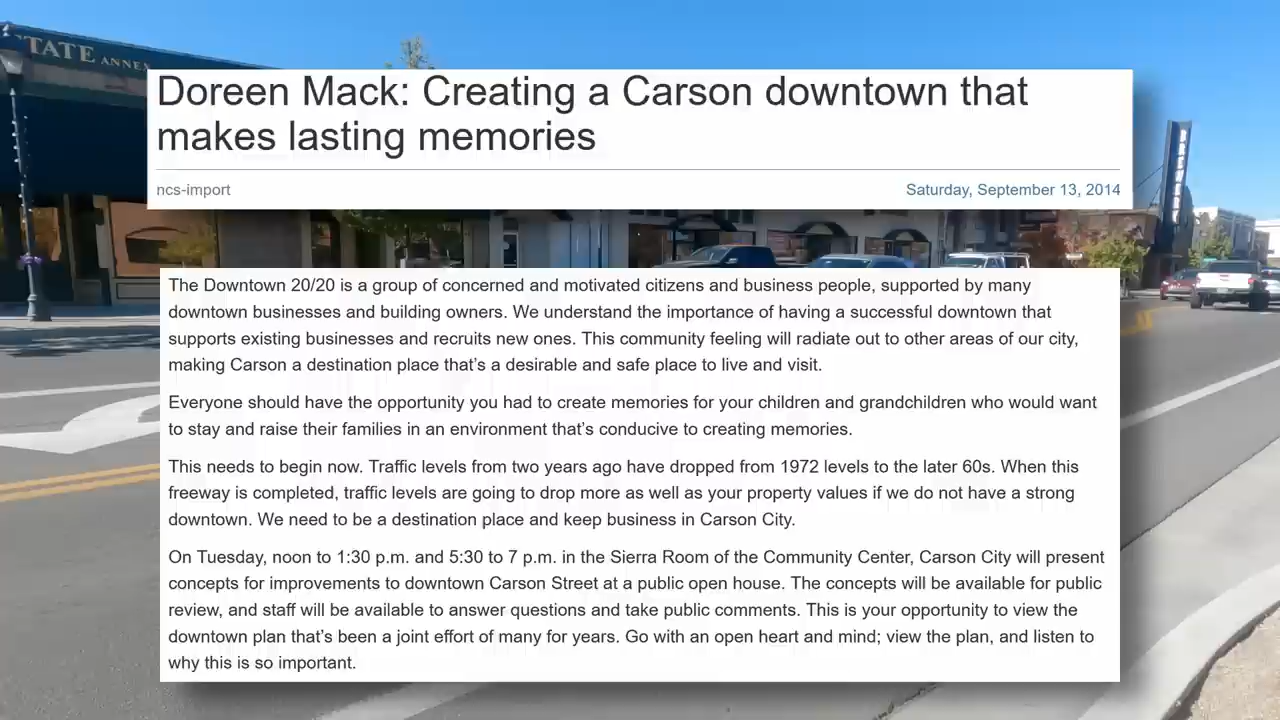 TATE ANNEX
Doreen Mack: Creating a Carson downtown that
makes lasting memories
ncs-import
Saturday, September 13, 2014
BREWERY
The Downtown 20/20 is a group of concerned and motivated citizens and business people, supported by many
downtown businesses and building owners. We understand the importance of having a successful downtown that
supports existing businesses and recruits new ones. This community feeling will radiate out to other areas of our city,
making Carson a destination place that’s a desirable and safe place to live and visit.
Everyone should have the opportunity you had to create memories for your children and grandchildren who would want
to stay and raise their families in an environment that’s conducive to creating memories.
This needs to begin now. Traffic levels from two years ago have dropped from 1972 levels to the later 60s. When this
freeway is completed, traffic levels are going to drop more as well as your property values if we do not have a strong
downtown. We need to be a destination place and keep business in Carson City.
On Tuesday, noon to 1:30 p.m. and 5:30 to 7 p.m. in the Sierra Room of the Community Center, Carson City will present
concepts for improvements to downtown Carson Street at a public open house. The concepts will be available for public
review, and staff will be available to answer questions and take public comments. This is your opportunity to view the
downtown plan that’s been a joint effort of many for years. Go with an open heart and mind; view the plan, and listen to
why this is so important.